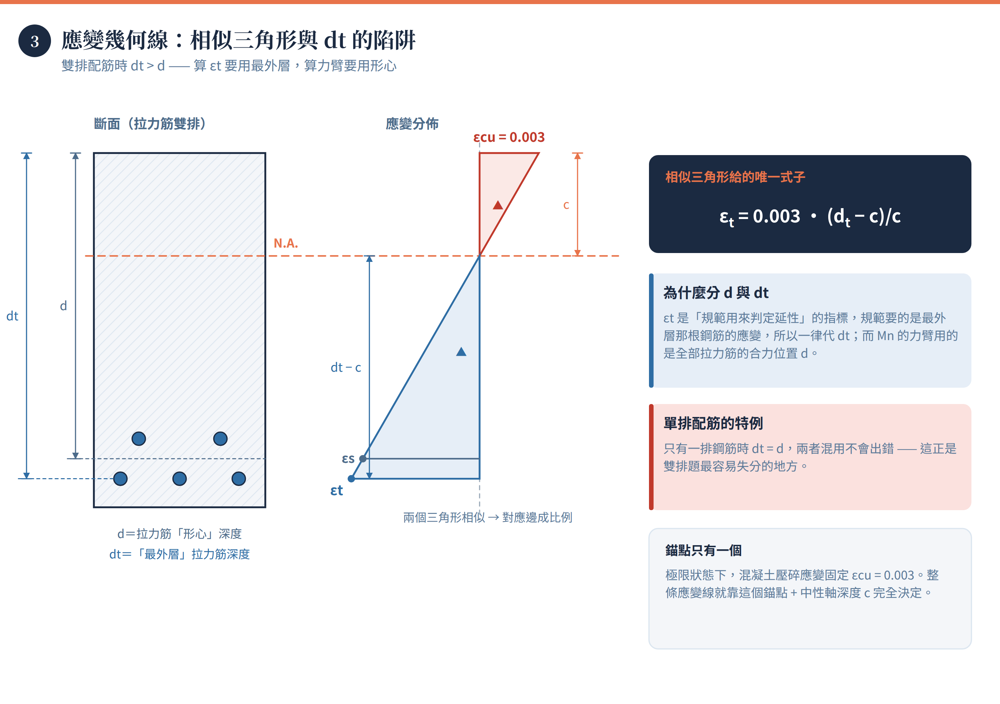 3
應變幾何線：相似三角形與 dt 的陷阱
雙排配筋時 dt > d —— 算 εt 要用最外層，算力臂要用形心
斷面（拉力筋雙排）
應變分佈
εcu = 0.003
c
N.A.
d
dt
dt − c
εs
εt
兩個三角形相似 → 對應邊成比例
d＝拉力筋「形心」深度
dt＝「最外層」拉力筋深度
相似三角形給的唯一式子
εt = 0.003 · (dt − c)/c
為什麼分 d 與 dt
εt 是「規範用來判定延性」的指標，規範要的是最外
層那根鋼筋的應變，所以一律代 dt；而 Mn 的力臂用的
是全部拉力筋的合力位置 d。
單排配筋的特例
只有一排鋼筋時 dt = d，兩者混用不會出錯 —— 這正是
雙排題最容易失分的地方。
錨點只有一個
極限狀態下，混凝土壓碎應變固定 εcu = 0.003。整
條應變線就靠這個錨點 + 中性軸深度 c 完全決定。